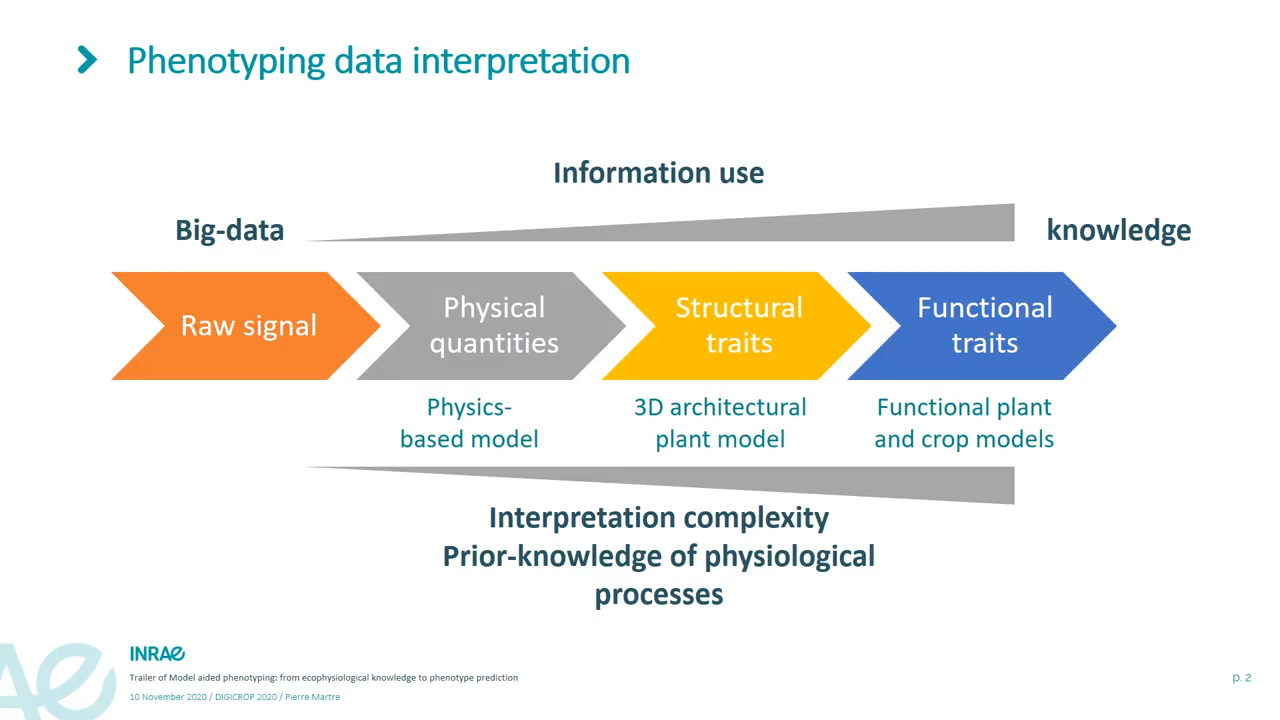 Phenotyping data interpretation
Information use
Big-data
knowledge
Raw signal
Physical
quantities
Structural
traits
Functional
traits
Physics-
based model
3D architectural
plant model
Functional plant
and crop models
Interpretation complexity
Prior-knowledge of physiological
processes
INRAE
Trailer of Model aided phenotyping: from ecophysiological knowledge to phenotype prediction
10 November 2020 / DIGICROP 2020 / Pierre Martre
p. 2